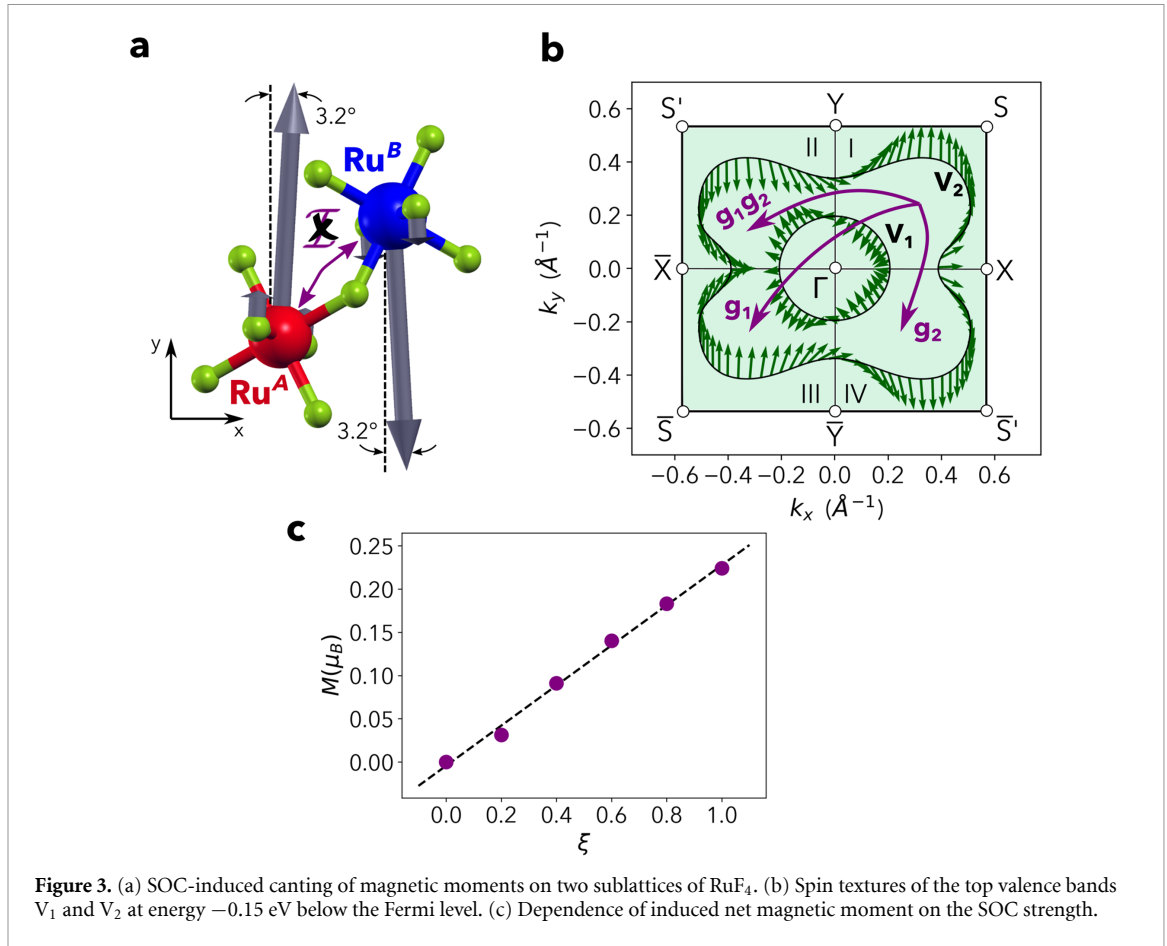 a
3.2°
Ru^B
I
y
x
Ru^A
3.2°
b
0.6
0.4
0.2
0.0
−0.2
−0.4
−0.6
k_y (Å⁻¹)
S'
Y
S
II
I
V₂
g₁g₂
V₁
X̅
Γ
X
g₁
g₂
III
IV
S̅
Y̅
S̅'
−0.6 −0.4 −0.2 0.0 0.2 0.4 0.6
k_x (Å⁻¹)
c
0.25
0.20
0.15
0.10
0.05
0.00
M(μ_B)
0.0 0.2 0.4 0.6 0.8 1.0
ξ
Figure 3. (a) SOC-induced canting of magnetic moments on two sublattices of RuF₄. (b) Spin textures of the top valence bands
V₁ and V₂ at energy −0.15 eV below the Fermi level. (c) Dependence of induced net magnetic moment on the SOC strength.